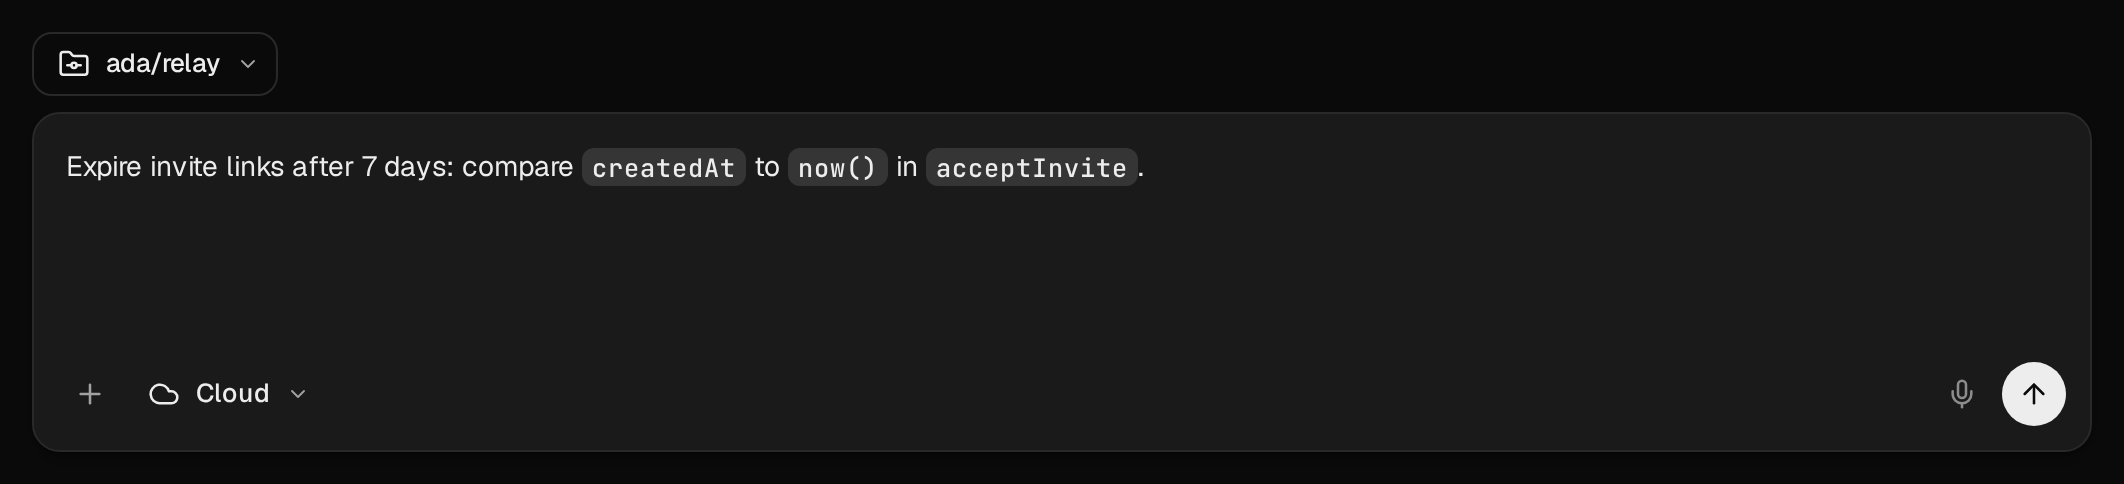 ada/relay
Expire invite links after 7 days: compare createdAt to now() in acceptInvite.
Cloud